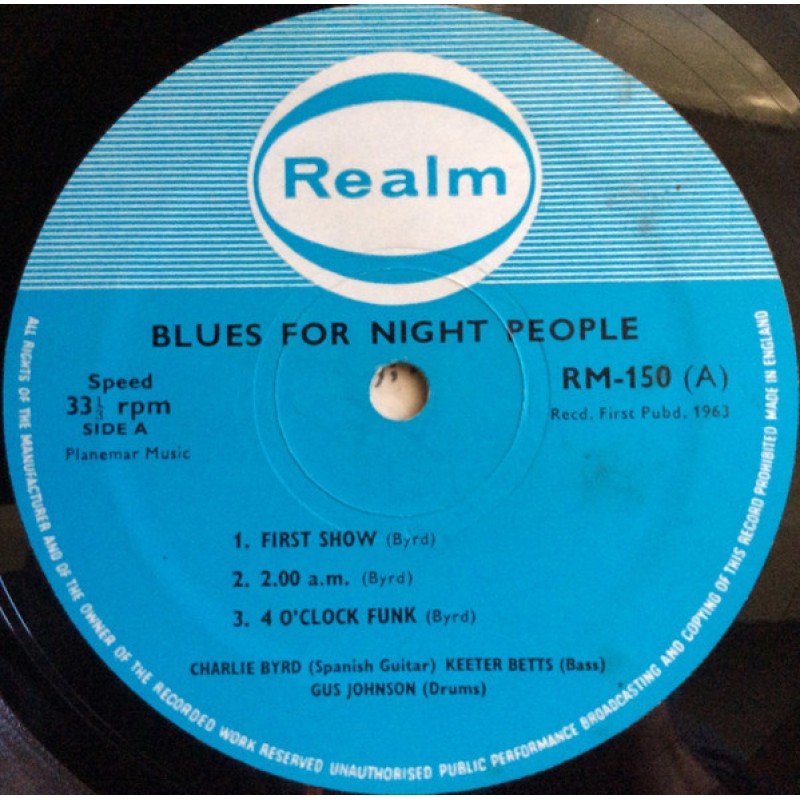 Realm
BLUES FOR NIGHT PEOPLE
Speed
33⅓ rpm
SIDE A
Planemar Music
RM-150 (A)
Recd. First Pubd. 1963
1. FIRST SHOW (Byrd)
2. 2.00 a.m. (Byrd)
3. 4 O'CLOCK FUNK (Byrd)
CHARLIE BYRD (Spanish Guitar) KEETER BETTS (Bass)
GUS JOHNSON (Drums)
ALL RIGHTS OF THE MANUFACTURER AND OF THE OWNER OF THE RECORDED WORK RESERVED UNAUTHORISED PUBLIC PERFORMANCE BROADCASTING AND COPYING OF THIS RECORD PROHIBITED MADE IN ENGLAND